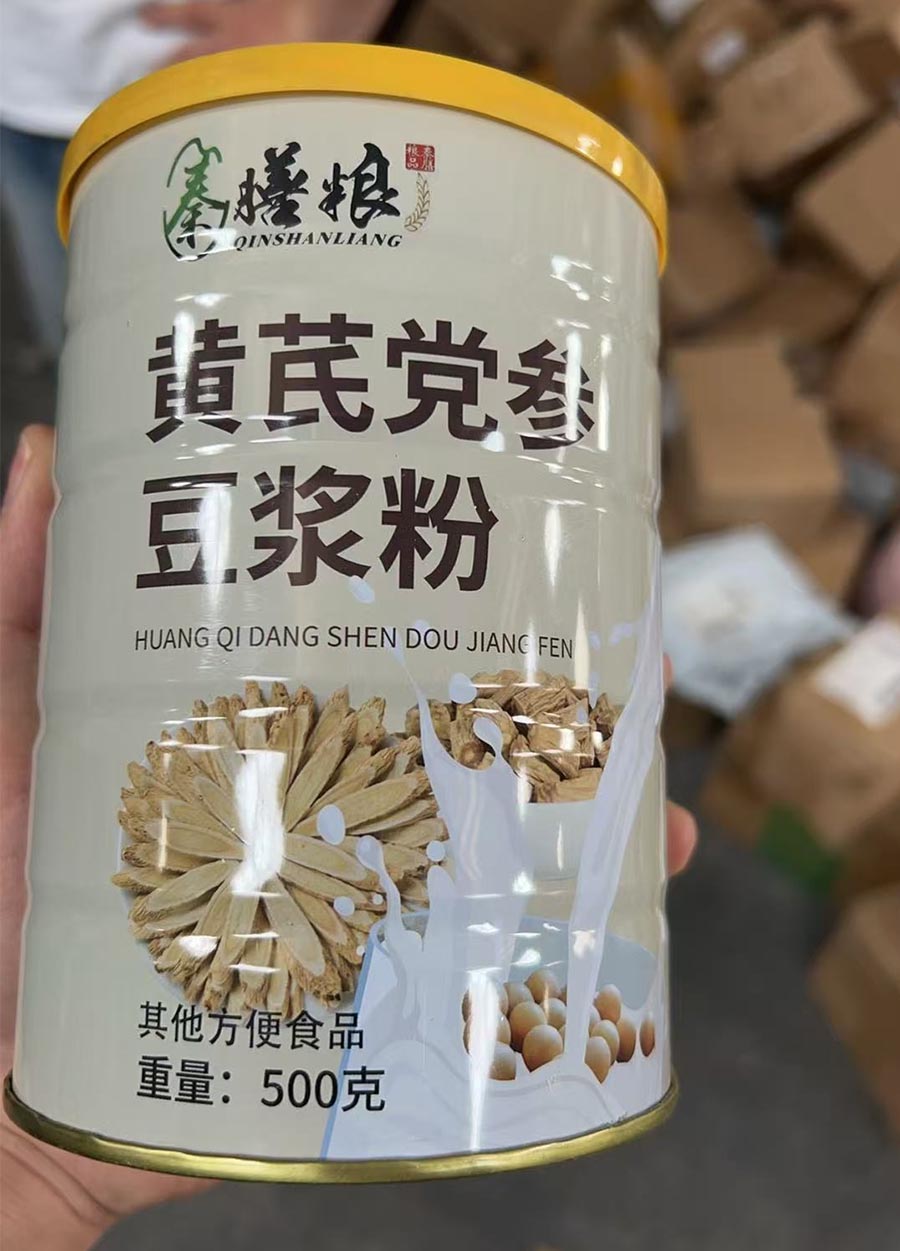 秦膳粮
QINSHANLIANG
黄芪党参
豆浆粉
HUANG QI DANG SHEN DOU JIANG FEN
其他方便食品
重量：500克